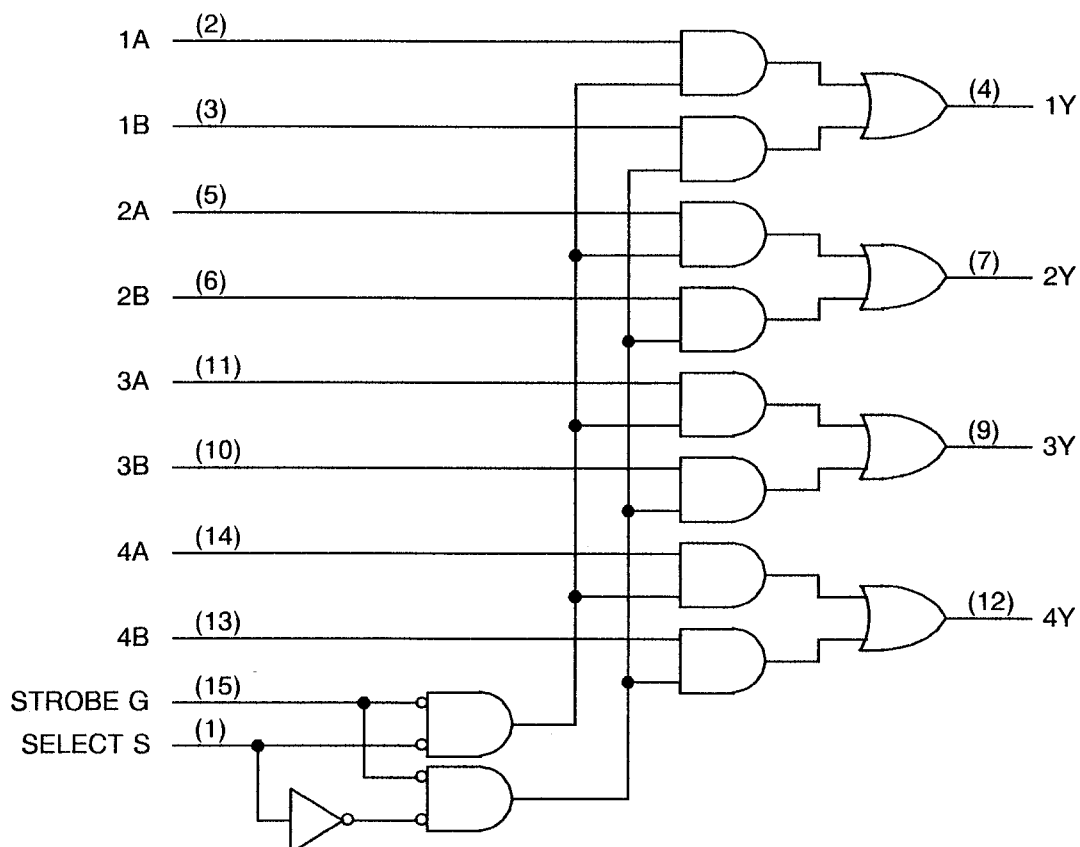 1A (2)
(4) 1Y
1B (3)
2A (5)
(7) 2Y
2B (6)
3A (11)
(9) 3Y
3B (10)
4A (14)
(12) 4Y
4B (13)
STROBE G (15)
SELECT S (1)